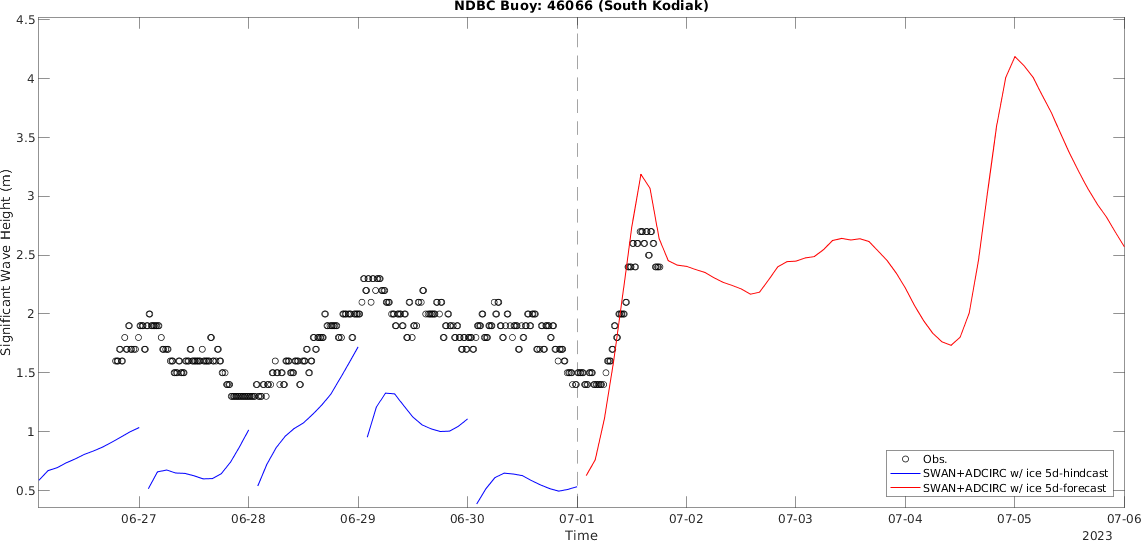 NDBC Buoy: 46066 (South Kodiak)
4.5
4
3.5
3
2.5
2
1.5
1
0.5
Significant Wave Height (m)
Obs.
SWAN+ADCIRC w/ ice 5d-hindcast
SWAN+ADCIRC w/ ice 5d-forecast
06-27 06-28 06-29 06-30 07-01 07-02 07-03 07-04 07-05 07-06
Time
2023